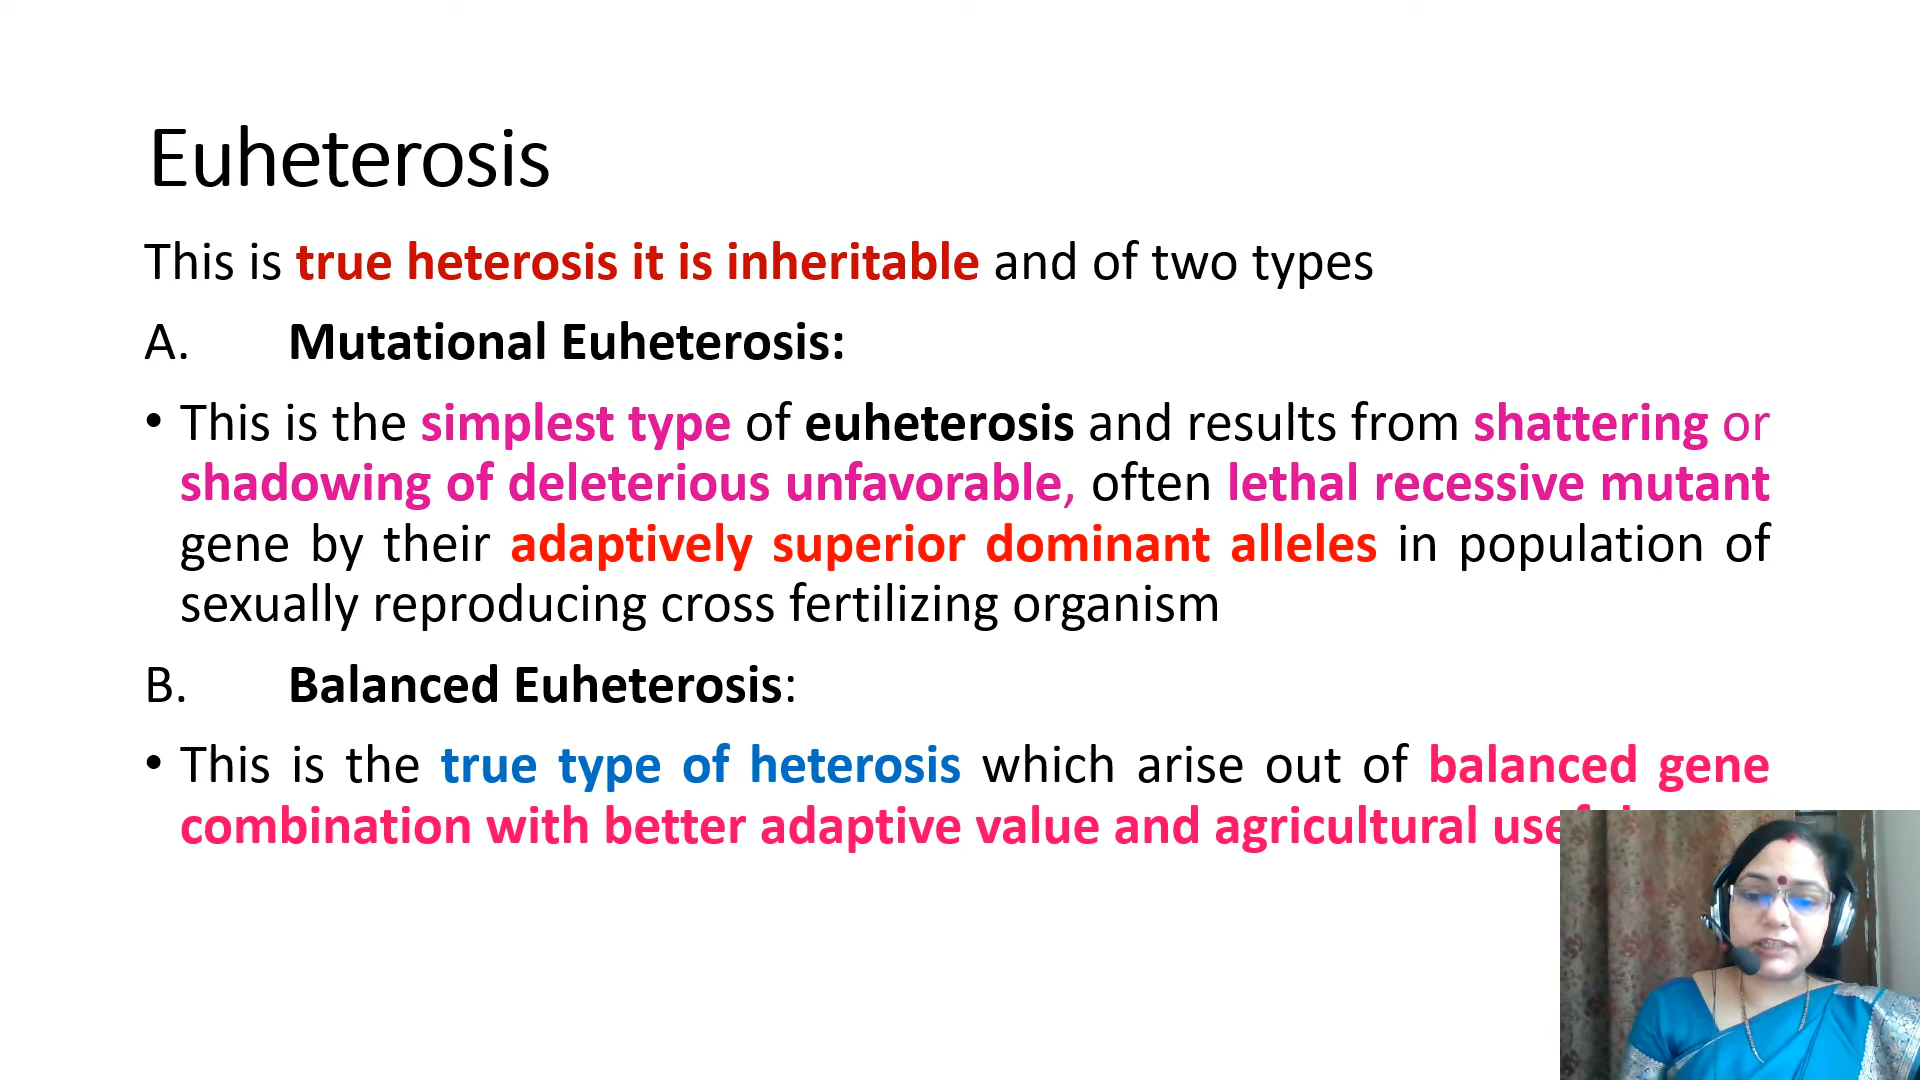 Euheterosis
This is true heterosis it is inheritable and of two types
A. Mutational Euheterosis:
• This is the simplest type of euheterosis and results from shattering or
shadowing of deleterious unfavorable, often lethal recessive mutant
gene by their adaptively superior dominant alleles in population of
sexually reproducing cross fertilizing organism
B. Balanced Euheterosis:
• This is the true type of heterosis which arise out of balanced gene
combination with better adaptive value and agricultural